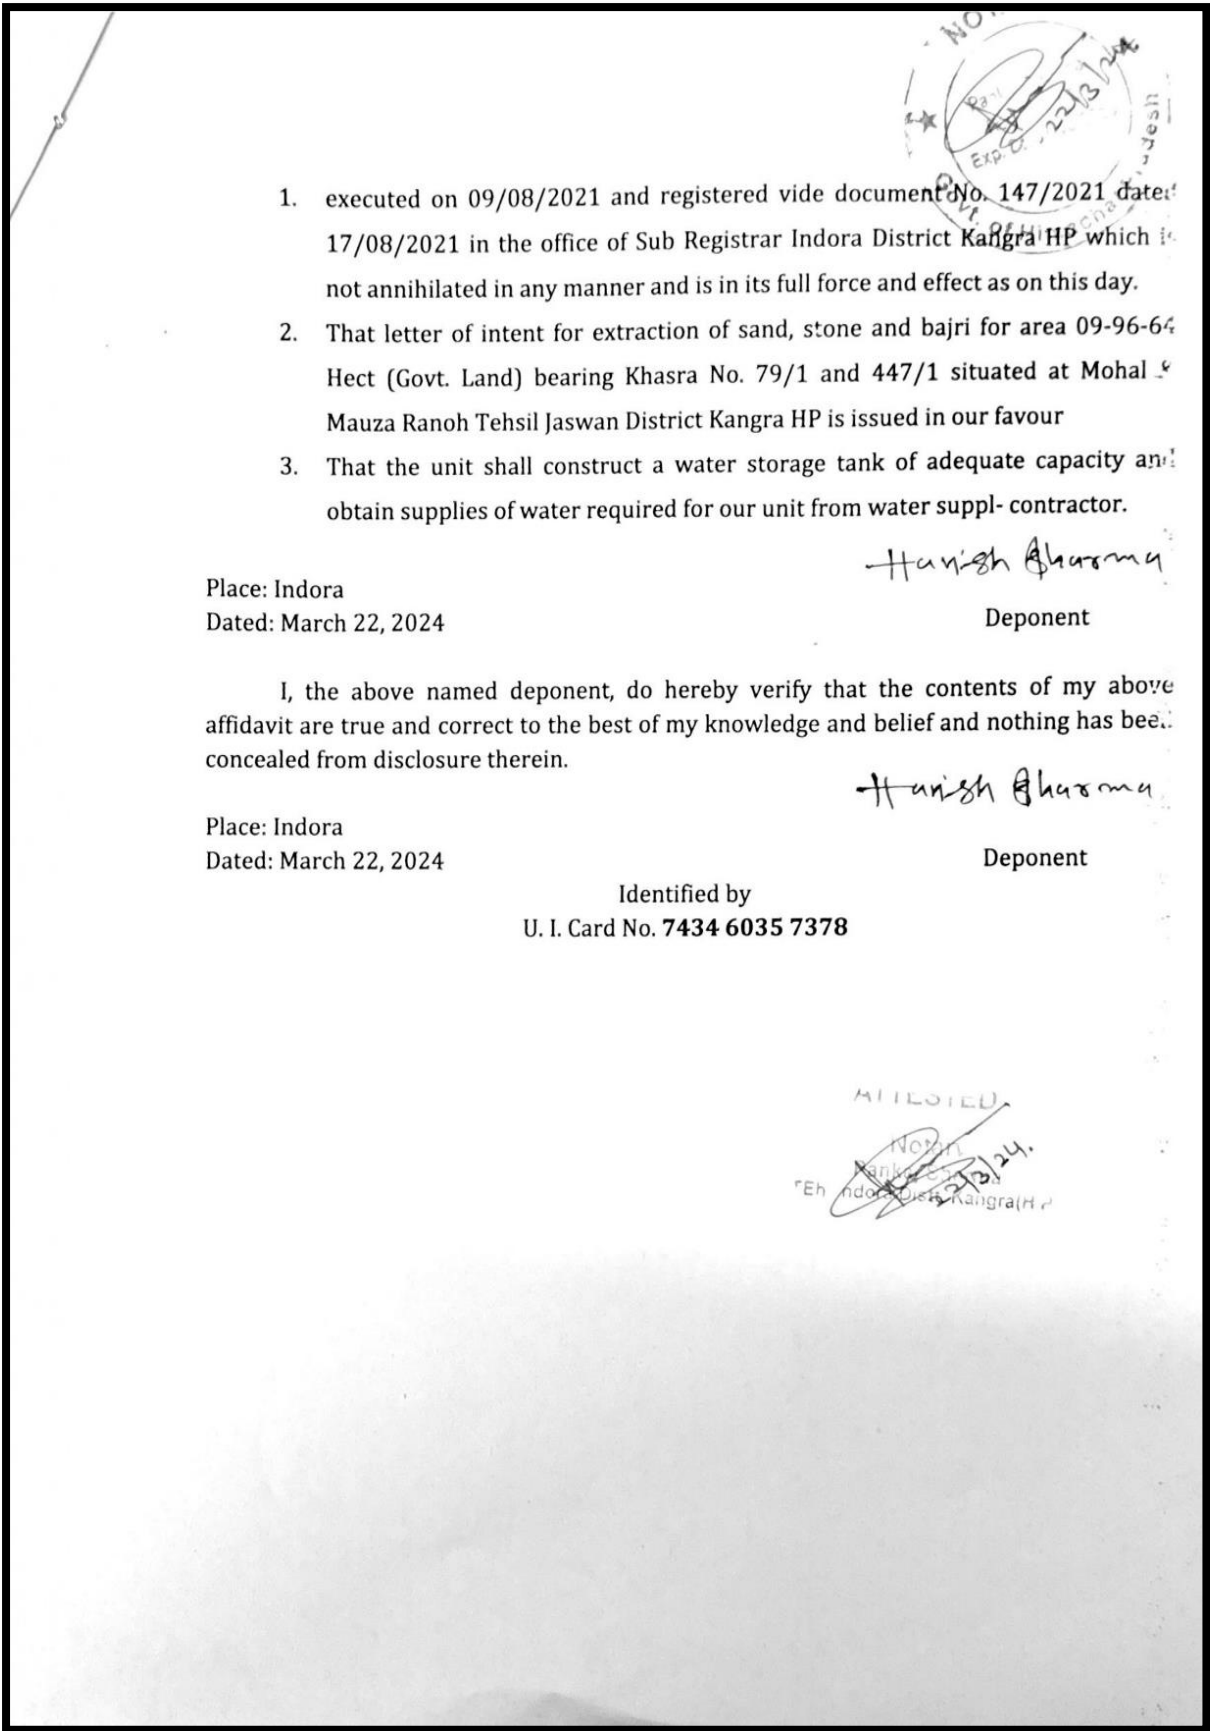 NOT
22/3/24
Exp. D.
Govt. of Himachal Pradesh
1. executed on 09/08/2021 and registered vide document No. 147/2021 dated
17/08/2021 in the office of Sub Registrar Indora District Kangra HP which is
not annihilated in any manner and is in its full force and effect as on this day.
2. That letter of intent for extraction of sand, stone and bajri for area 09-96-64
Hect (Govt. Land) bearing Khasra No. 79/1 and 447/1 situated at Mohal &
Mauza Ranoh Tehsil Jaswan District Kangra HP is issued in our favour
3. That the unit shall construct a water storage tank of adequate capacity and
obtain supplies of water required for our unit from water suppl- contractor.
Harish Sharma
Place: Indora
Dated: March 22, 2024 Deponent
I, the above named deponent, do hereby verify that the contents of my above
affidavit are true and correct to the best of my knowledge and belief and nothing has been
concealed from disclosure therein.
Harish Sharma
Place: Indora
Dated: March 22, 2024 Deponent
Identified by
U. I. Card No. 7434 6035 7378
ATTESTED
22/3/24.
Indora Distt. Kangra(H.P